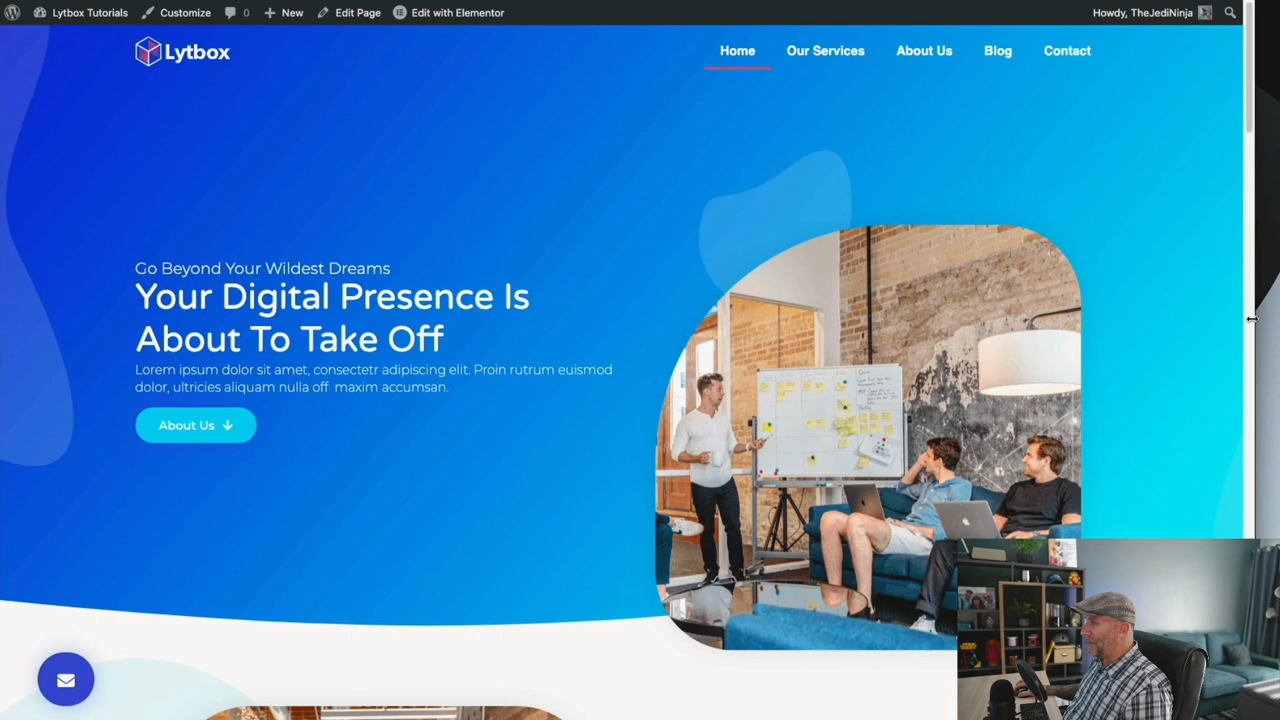 Lytbox Tutorials Customize 0 New Edit Page Edit with Elementor Howdy, TheJediNinja
Lytbox
Home Our Services About Us Blog Contact
Go Beyond Your Wildest Dreams
Your Digital Presence Is
About To Take Off
Lorem ipsum dolor sit amet, consectetr adipiscing elit. Proin rutrum euismod
dolor, ultricies aliquam nulla off maxim accumsan.
About Us